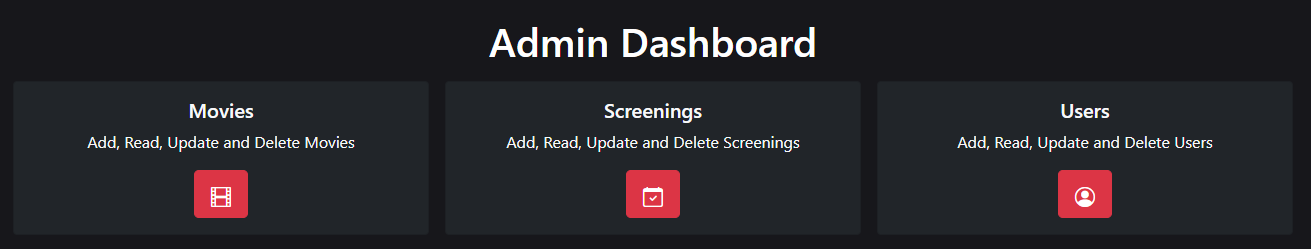 Admin Dashboard
Movies
Add, Read, Update and Delete Movies
Screenings
Add, Read, Update and Delete Screenings
Users
Add, Read, Update and Delete Users